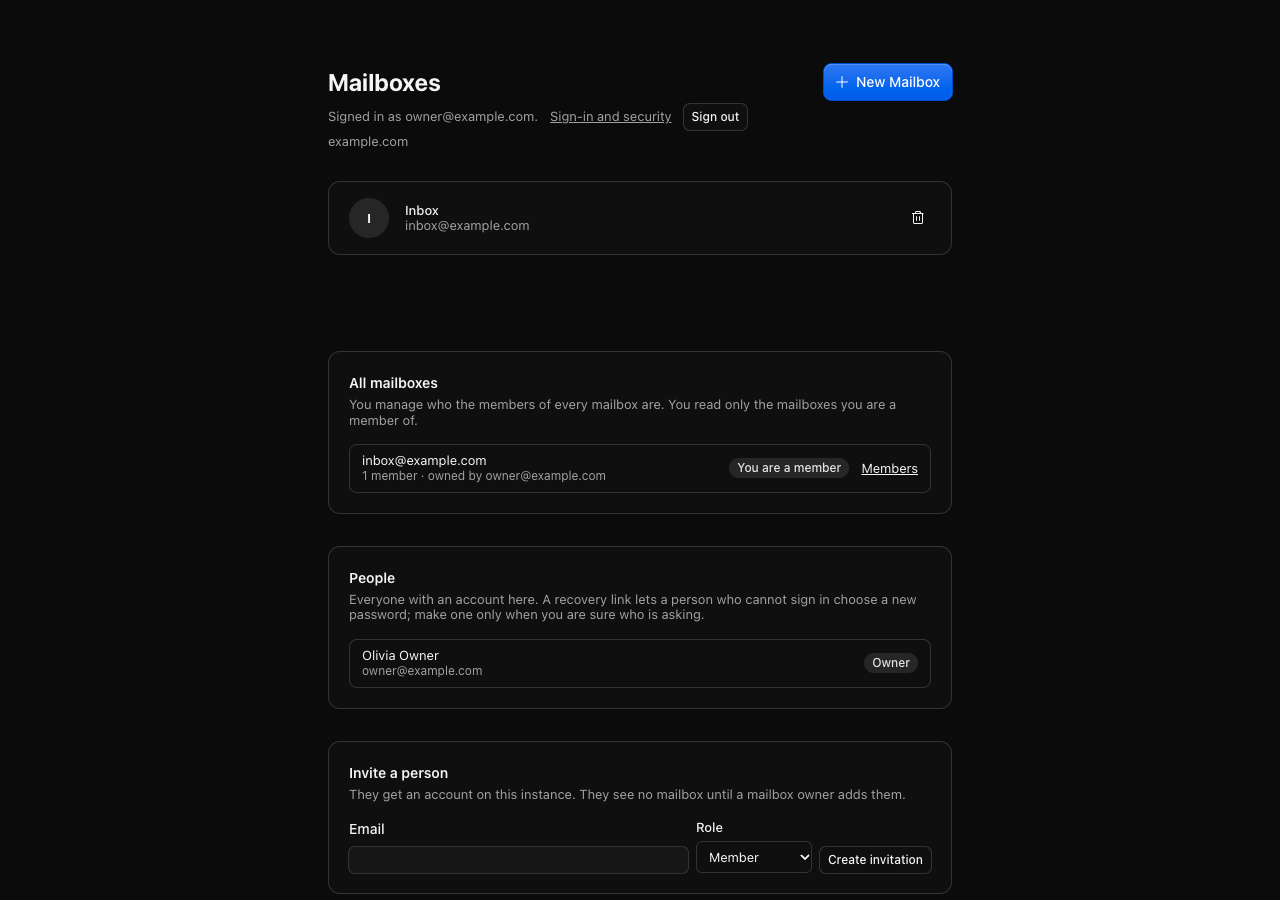 Mailboxes
New Mailbox
Signed in as owner@example.com. Sign-in and security Sign out
example.com
I
Inbox
inbox@example.com
All mailboxes
You manage who the members of every mailbox are. You read only the mailboxes you are a
member of.
inbox@example.com
1 member · owned by owner@example.com
You are a member
Members
People
Everyone with an account here. A recovery link lets a person who cannot sign in choose a new
password; make one only when you are sure who is asking.
Olivia Owner
owner@example.com
Owner
Invite a person
They get an account on this instance. They see no mailbox until a mailbox owner adds them.
Email
Role
Member
Create invitation